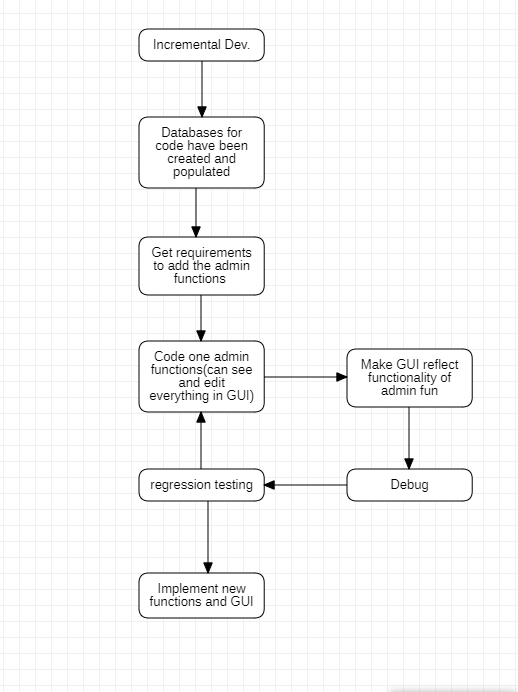 Incremental Dev.
Databases for
code have been
created and
populated
Get requirements
to add the admin
functions
Code one admin
functions(can see
and edit
everything in GUI)
Make GUI reflect
functionality of
admin fun
regression testing
Debug
Implement new
functions and GUI